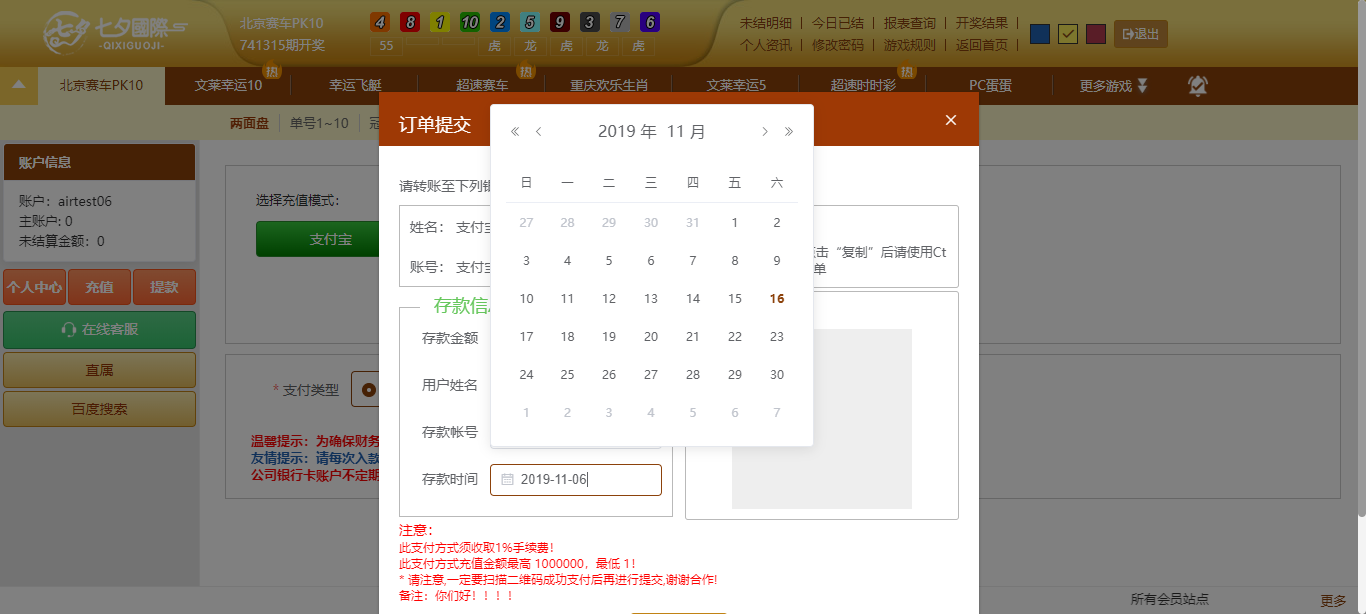 七夕國際
-QIXIGUOJI-
北京赛车PK10
741315期开奖
4 8 1 10 2 5 9 3 7 6
55 虎 龙 虎 龙 虎
未结明细 | 今日已结 | 报表查询 | 开奖结果 |
个人资讯 | 修改密码 | 游戏规则 | 返回首页 |
退出
北京赛车PK10 文莱幸运10 热 幸运飞艇 超速赛车 热 重庆欢乐生肖 文莱幸运5 超速时时彩 热 PC蛋蛋 更多游戏
两面盘 单号1~10 冠
账户信息
账户：airtest06
主账户: 0
未结算金额：0
个人中心 充值 提款
在线客服
直属
百度搜索
选择充值模式:
支付宝
* 支付类型
温馨提示：为确保财务
友情提示：请每次入款
公司银行卡账户不定期
订单提交
请转账至下列银
姓名： 支付宝
账号： 支付宝
击“复制”后请使用Ct
单
存款信息
存款金额
用户姓名
存款帐号
存款时间 2019-11-06
2019 年 11 月
日 一 二 三 四 五 六
27 28 29 30 31 1 2
3 4 5 6 7 8 9
10 11 12 13 14 15 16
17 18 19 20 21 22 23
24 25 26 27 28 29 30
1 2 3 4 5 6 7
注意：
此支付方式须收取1%手续费！
此支付方式充值金额最高 1000000，最低 1！
* 请注意,一定要扫描二维码成功支付后再进行提交,谢谢合作!
备注：你们好！！！！
所有会员站点
更多